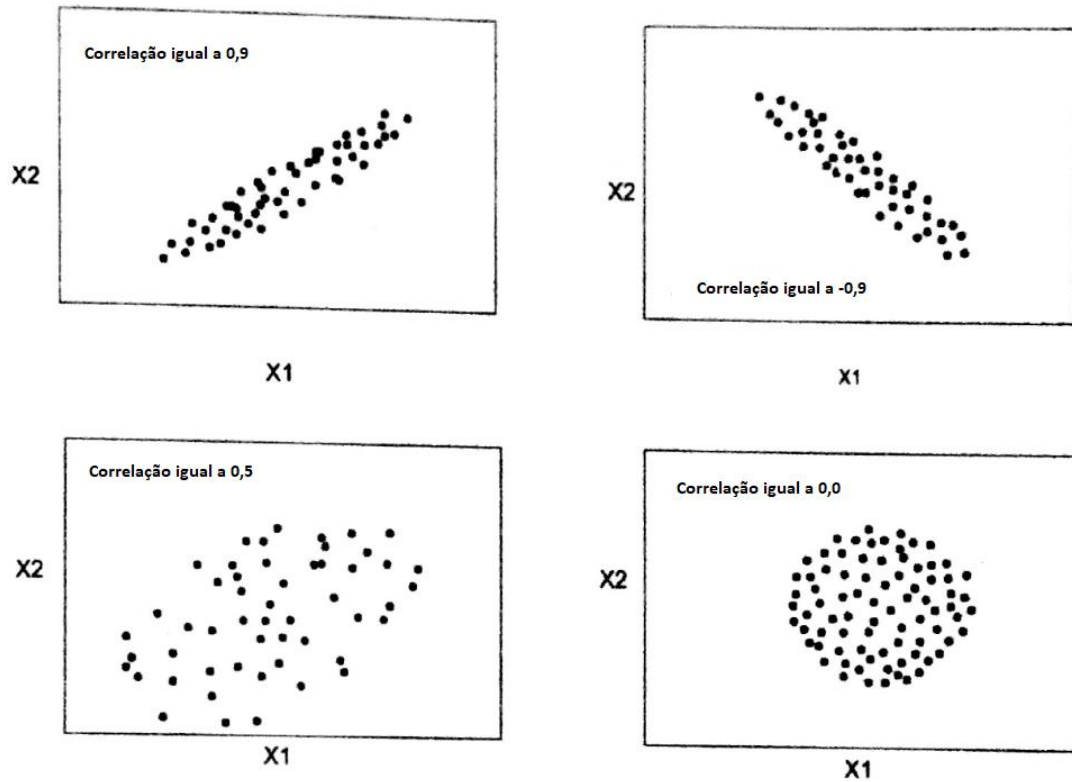 Correlação igual a 0,9
X2
X1
X2
Correlação igual a -0,9
X1
Correlação igual a 0,5
X2
X1
Correlação igual a 0,0
X2
X1